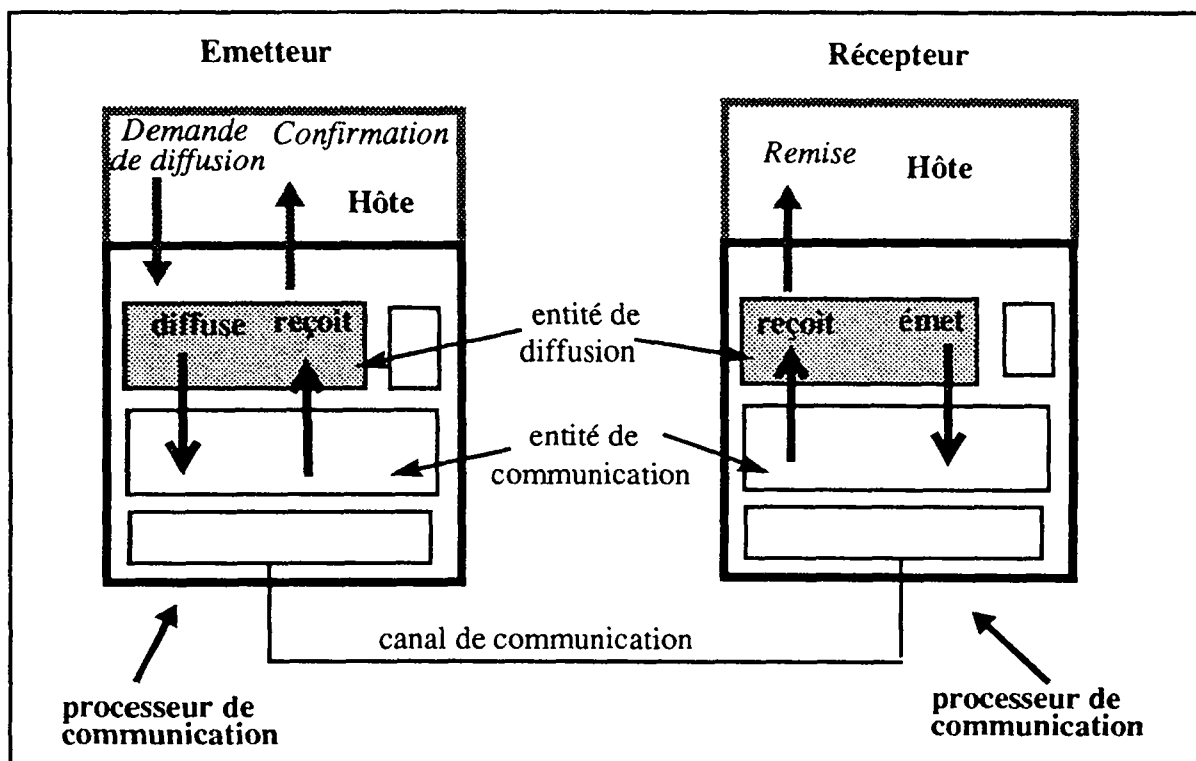 Emetteur
Récepteur
Demande
de diffusion
Confirmation
Hôte
Remise
Hôte
diffuse
reçoit
entité de
diffusion
reçoit
émet
entité de
communication
canal de communication
processeur de
communication
processeur de
communication